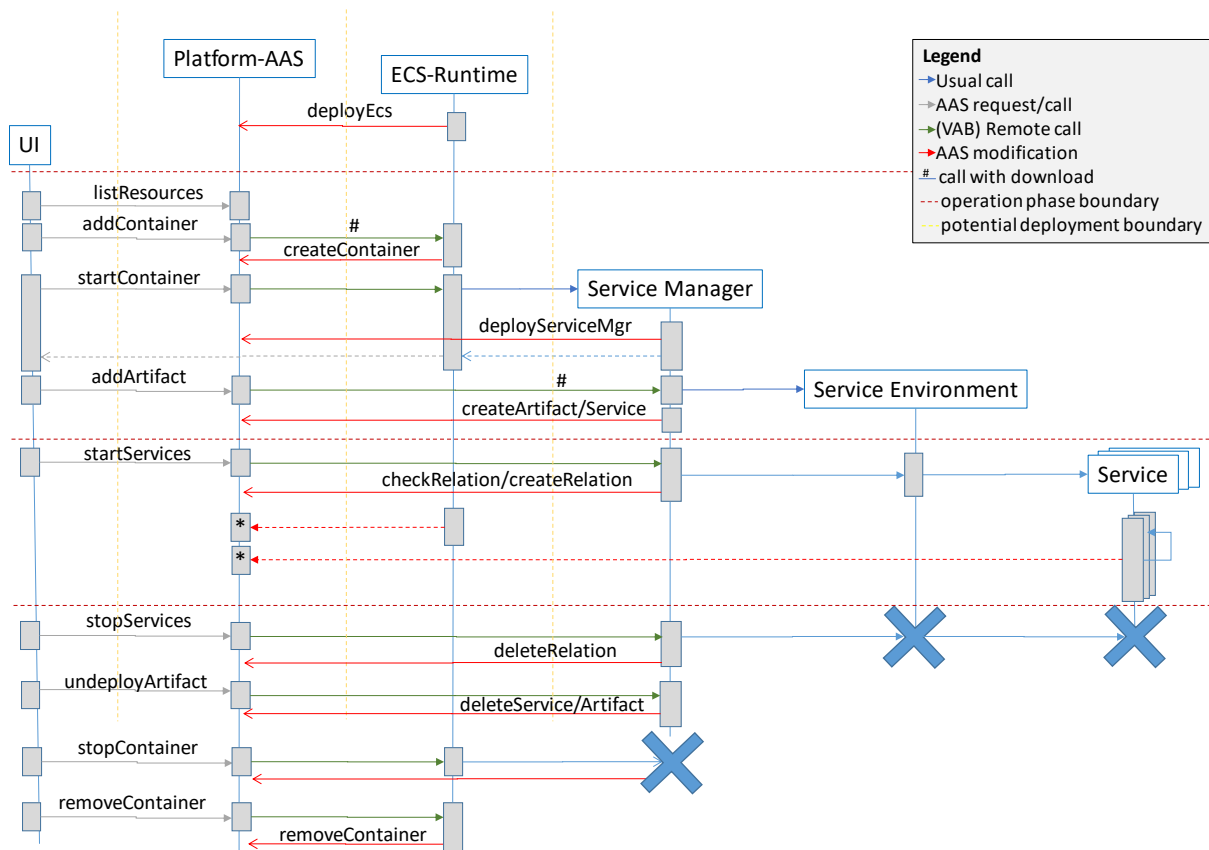 Platform-AAS
ECS-Runtime
Legend
Usual call
AAS request/call
(VAB) Remote call
AAS modification
# call with download
operation phase boundary
potential deployment boundary
deployEcs
UI
listResources
addContainer
#
createContainer
startContainer
Service Manager
deployServiceMgr
addArtifact
#
Service Environment
createArtifact/Service
startServices
checkRelation/createRelation
Service
*
*
stopServices
deleteRelation
undeployArtifact
deleteService/Artifact
stopContainer
removeContainer
removeContainer